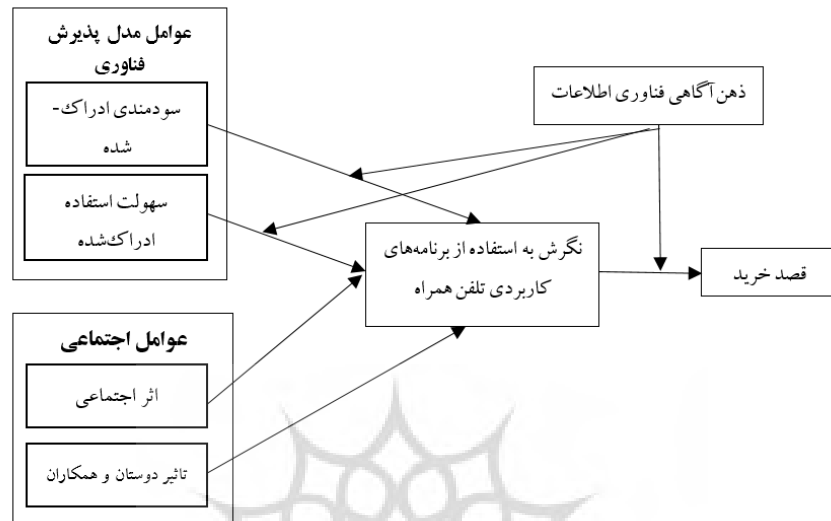 عوامل مدل پذیرش
فناوری
سودمندی ادراک-
شده
سهولت استفاده
ادراک‌شده
ذهن آگاهی فناوری اطلاعات
نگرش به استفاده از برنامه‌های
کاربردی تلفن همراه
قصد خرید
عوامل اجتماعی
اثر اجتماعی
تاثیر دوستان و همکاران